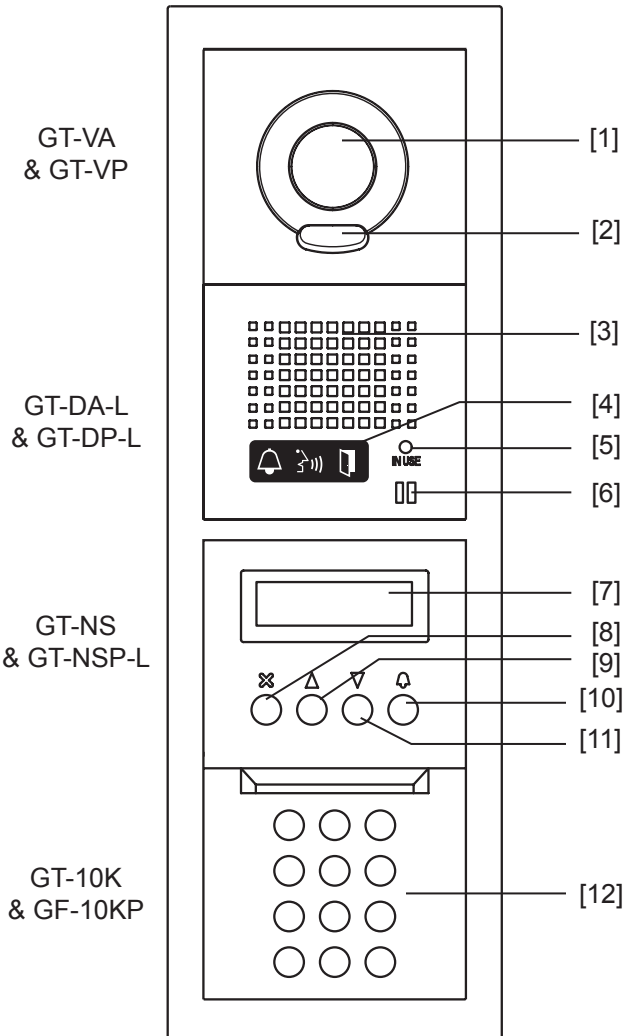 GT-VA
& GT-VP
[1]
[2]
[3]
GT-DA-L
& GT-DP-L
[4]
[5]
IN USE
[6]
GT-NS
& GT-NSP-L
[7]
[8]
[9]
[10]
[11]
GT-10K
& GF-10KP
[12]